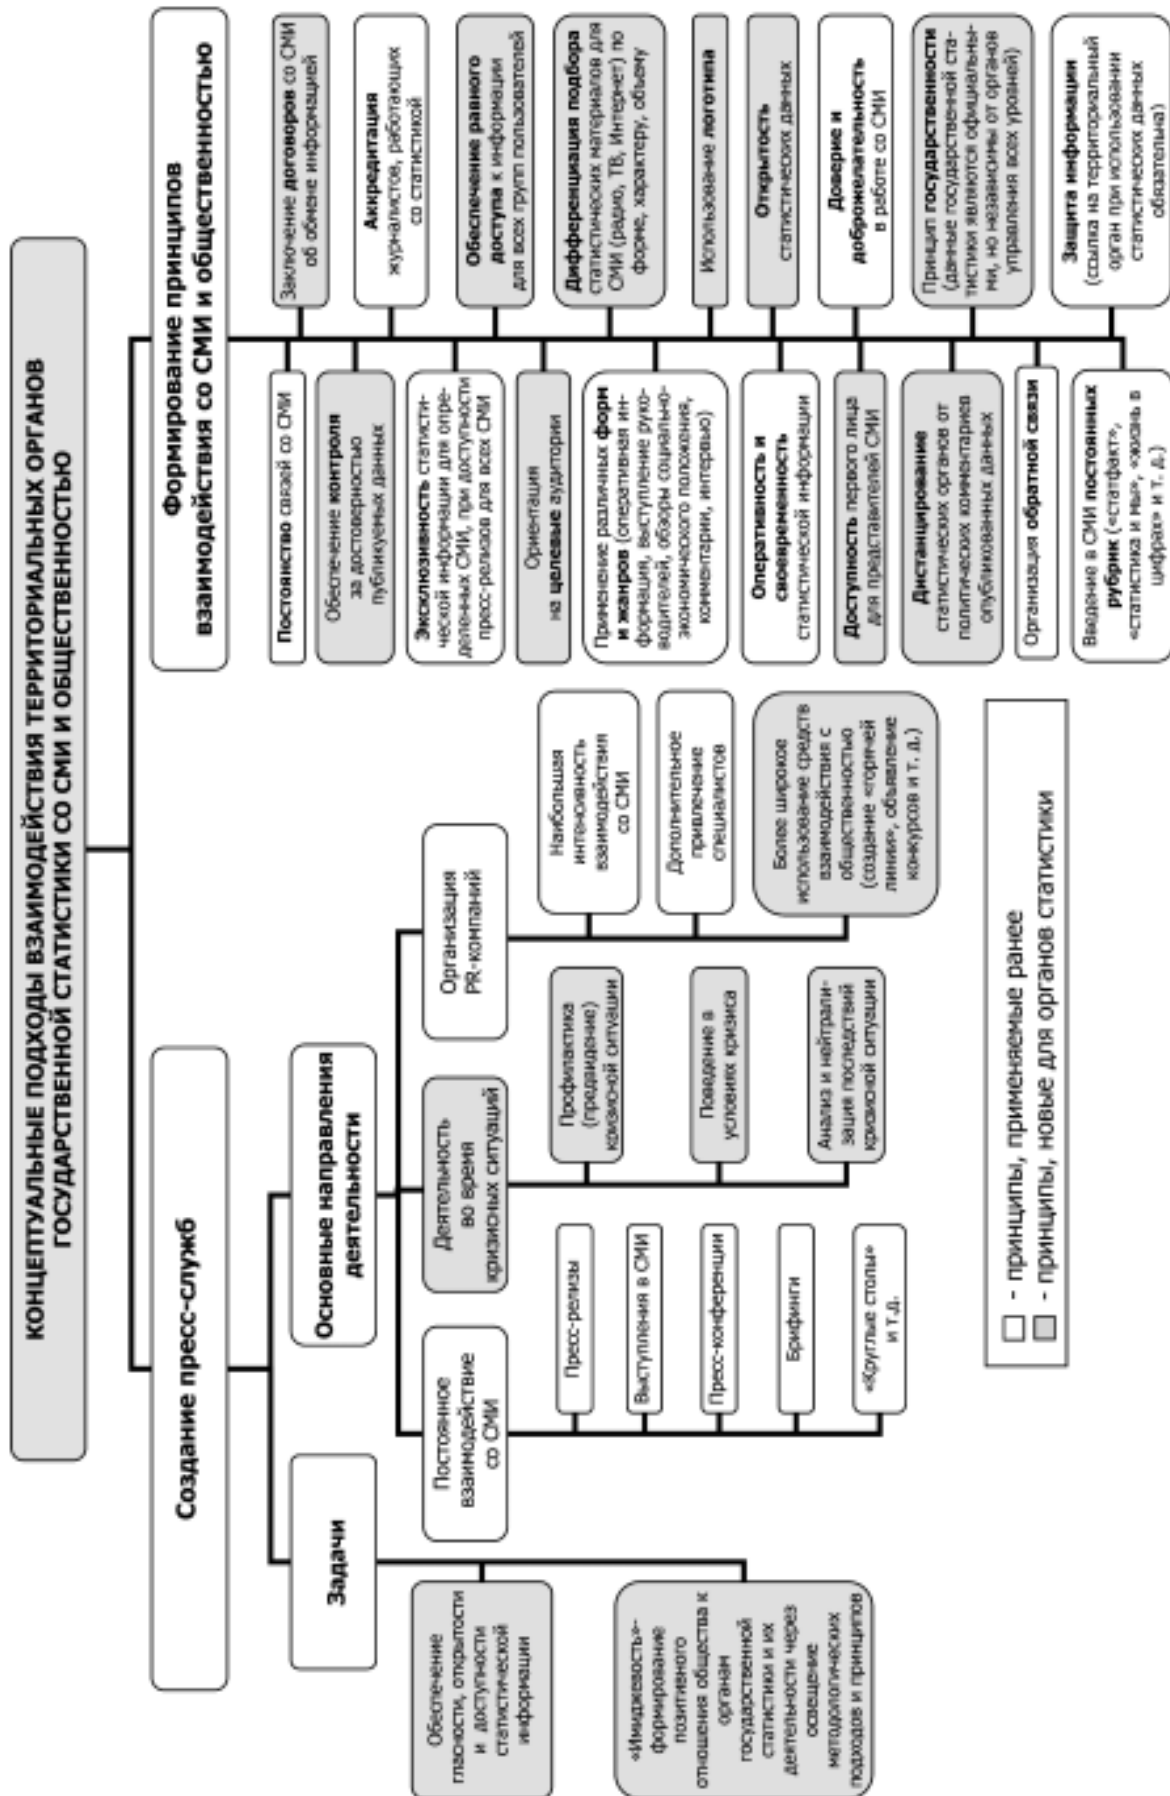 КОНЦЕПТУАЛЬНЫЕ ПОДХОДЫ ВЗАИМОДЕЙСТВИЯ ТЕРРИТОРИАЛЬНЫХ ОРГАНОВ
ГОСУДАРСТВЕННОЙ СТАТИСТИКИ СО СМИ И ОБЩЕСТВЕННОСТЬЮ
Создание пресс-служб
Задачи
Обеспечение
гласности, открытости
и доступности
статистической
информации
«Имиджевость»-
формирование
позитивного
отношения общества к
органам
государственной
статистики и их
деятельности через
освещение
методологических
подходов и принципов
Основные направления
деятельности
Постоянное
взаимодействие
со СМИ
Пресс-релизы
Выступления в СМИ
Пресс-конференции
Брифинги
«Круглые столы»
и т.д.
Деятельность
во время
кризисных ситуаций
Профилактика
(предвидение)
кризисной ситуации
Поведение в
условиях кризиса
Анализ и нейтрали-
зация последствий
кризисной ситуации
Организация
PR-компаний
Наибольшая
интенсивность
взаимодействия
со СМИ
Дополнительное
привлечение
специалистов
Более широкое
использование средств
взаимодействия с
общественностью
(создание «горячей
линии», объявление
конкурсов и т. д.)
Формирование принципов
взаимодействия со СМИ и общественностью
Постоянство связей со СМИ
Обеспечение контроля
за достоверностью
публикуемых данных
Эксклюзивность статисти-
ческой информации для опре-
деленных СМИ, при доступности
пресс-релизов для всех СМИ
Ориентация
на целевые аудитории
Применение различных форм
и жанров (оперативная ин-
формация, выступление руко-
водителей, обзоры социально-
экономического положения,
комментарии, интервью)
Оперативность и
своевременность
статистической информации
Доступность первого лица
для представителей СМИ
Дистанцирование
статистических органов от
политических комментариев
опубликованных данных
Организация обратной связи
Введение в СМИ постоянных
рубрик («статфакт»,
«статистика и мы», «жизнь в
цифрах» и т. д.)
Заключение договоров со СМИ
об обмене информацией
Аккредитация
журналистов, работающих
со статистикой
Обеспечение равного
доступа к информации
для всех групп пользователей
Дифференциация подбора
статистических материалов для
СМИ (радио, ТВ, Интернет) по
форме, характеру, объему
Использование логотипа
Открытость
статистических данных
Доверие и
доброжелательность
в работе со СМИ
Принцип государственности
(данные государственной ста-
тистики являются официальны-
ми, но независимы от органов
управления всех уровней)
Защита информации
(ссылка на территориальный
орган при использовании
статистических данных
обязательна)
- принципы, применяемые ранее
- принципы, новые для органов статистики